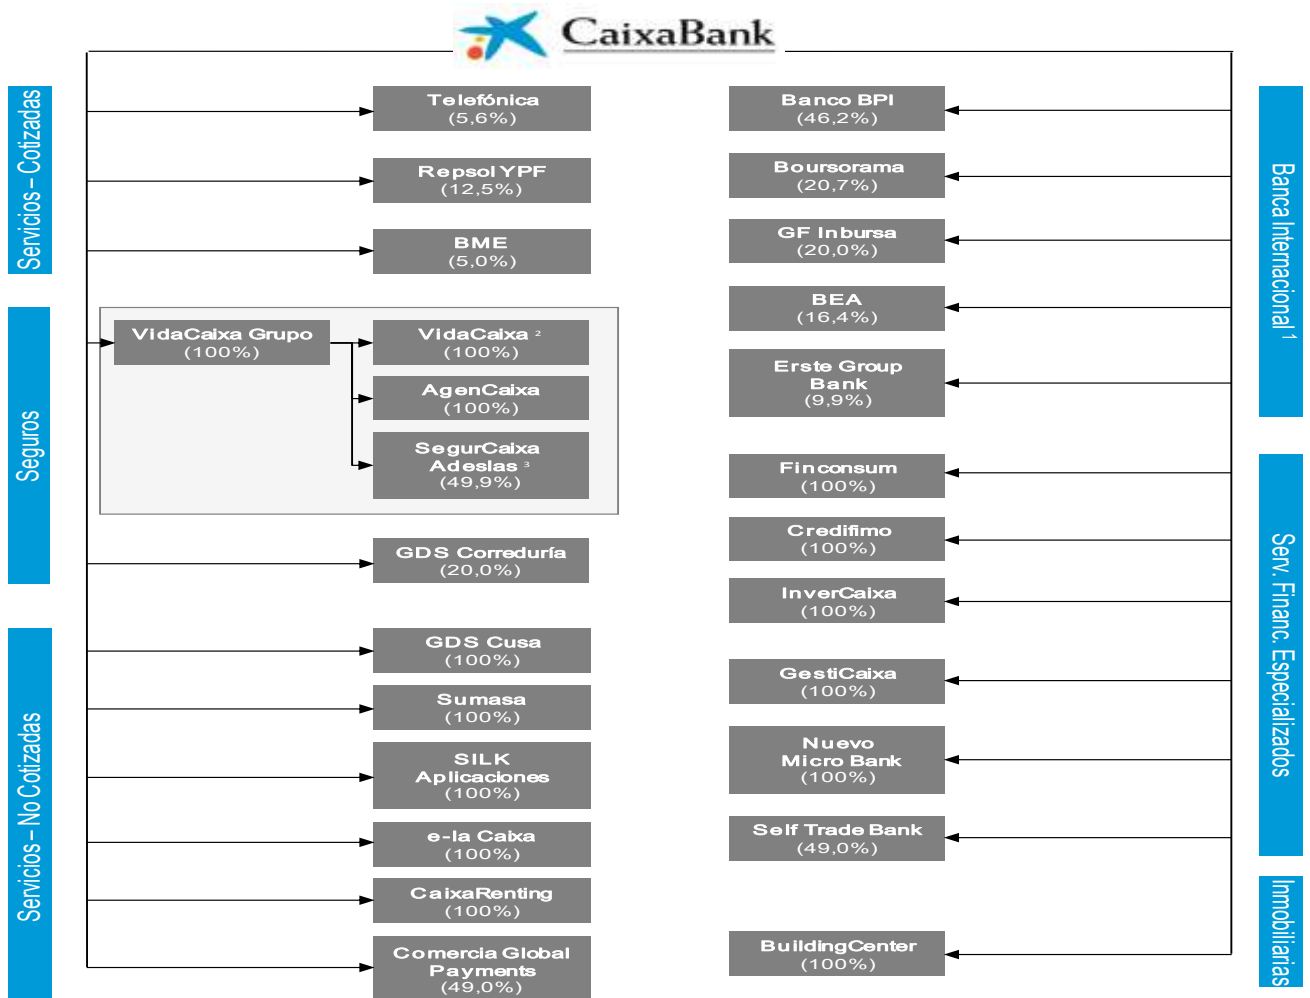 CaixaBank
Servicios – Cotizadas
Telefónica
(5,6%)
Repsol YPF
(12,5%)
BME
(5,0%)
Seguros
VidaCaixa Grupo
(100%)
VidaCaixa ²
(100%)
AgenCaixa
(100%)
SegurCaixa
Adeslas ³
(49,9%)
GDS Correduría
(20,0%)
Servicios – No Cotizadas
GDS Cusa
(100%)
Sumasa
(100%)
SILK
Aplicaciones
(100%)
e-la Caixa
(100%)
CaixaRenting
(100%)
Comercia Global
Payments
(49,0%)
Banca Internacional ¹
Banco BPI
(46,2%)
Boursorama
(20,7%)
GF Inbursa
(20,0%)
BEA
(16,4%)
Erste Group
Bank
(9,9%)
Serv. Financ. Especializados
Finconsum
(100%)
Credifimo
(100%)
InverCaixa
(100%)
GestiCaixa
(100%)
Nuevo
Micro Bank
(100%)
Self Trade Bank
(49,0%)
Inmobiliarias
BuildingCenter
(100%)